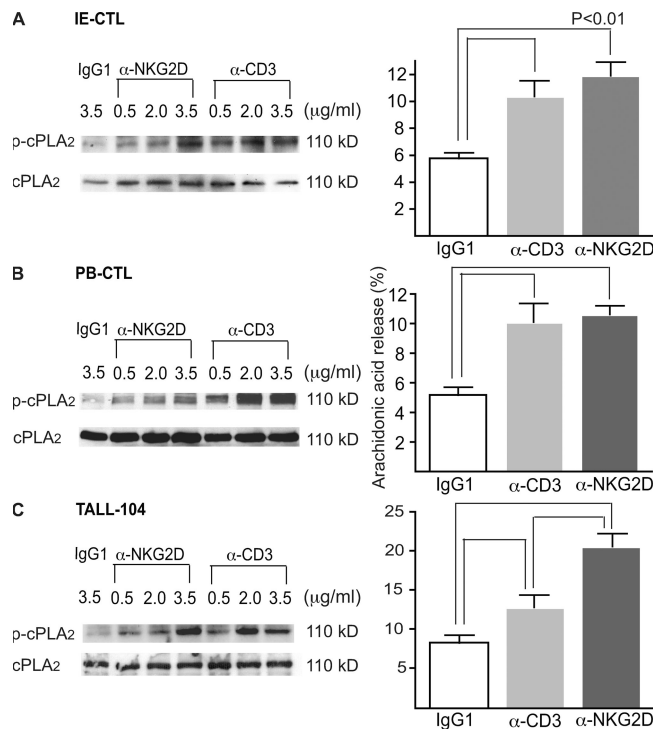 A IE-CTL
P<0.01
IgG1 α-NKG2D α-CD3
3.5 0.5 2.0 3.5 0.5 2.0 3.5 (μg/ml)
p-cPLA2 110 kD
cPLA2 110 kD
12
10
8
6
4
2
IgG1 α-CD3 α-NKG2D
B PB-CTL
IgG1 α-NKG2D α-CD3
3.5 0.5 2.0 3.5 0.5 2.0 3.5 (μg/ml)
p-cPLA2 110 kD
cPLA2 110 kD
Arachidonic acid release (%)
12
10
8
6
4
2
IgG1 α-CD3 α-NKG2D
C TALL-104
IgG1 α-NKG2D α-CD3
3.5 0.5 2.0 3.5 0.5 2.0 3.5 (μg/ml)
p-cPLA2 110 kD
cPLA2 110 kD
25
20
15
10
5
IgG1 α-CD3 α-NKG2D